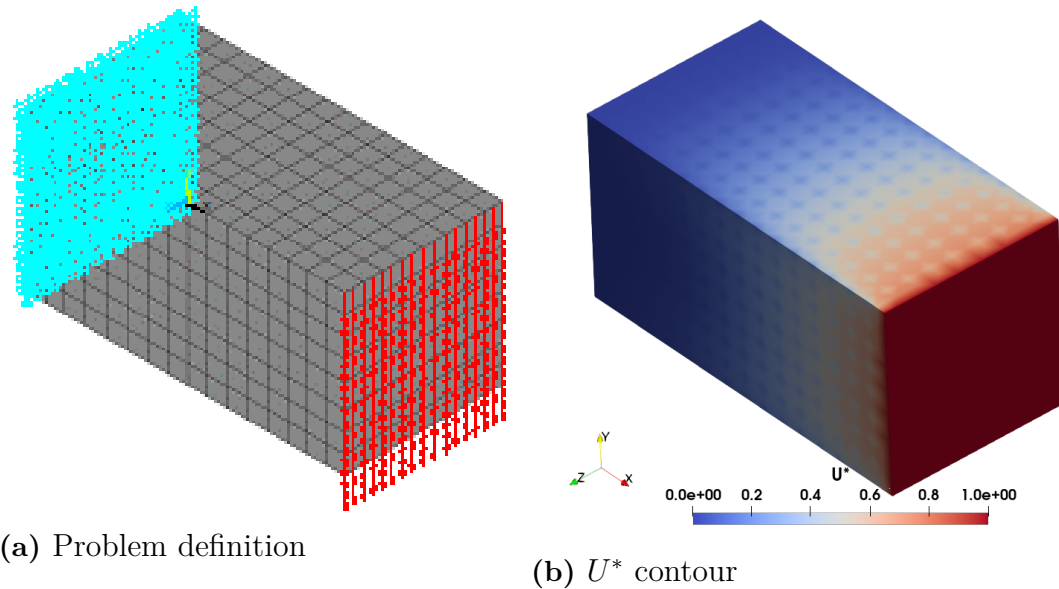 Y
Z
X
U*
0.0e+00 0.2 0.4 0.6 0.8 1.0e+00
(a) Problem definition
(b) U* contour